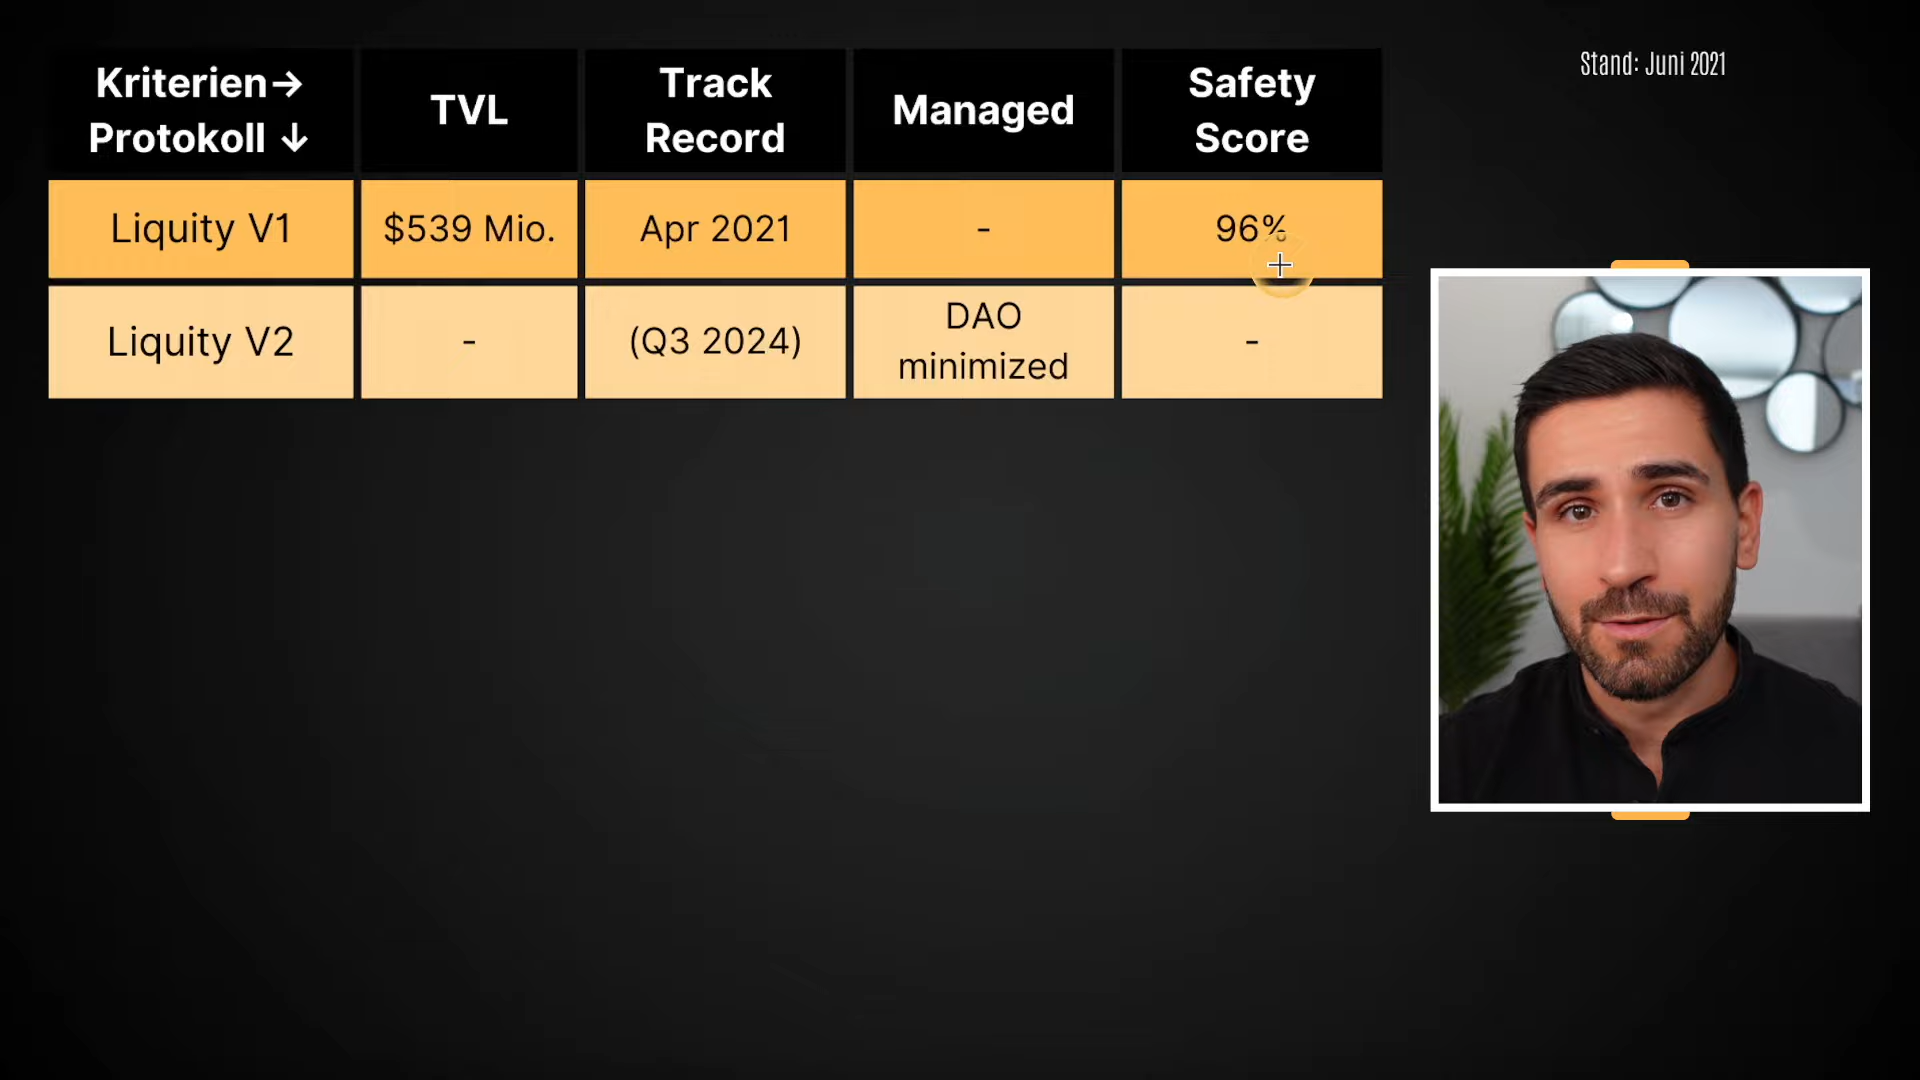 Stand: Juni 2021
Kriterien→ TVL Track Record Managed Safety Score
Protokoll ↓
Liquity V1 $539 Mio. Apr 2021 - 96%
Liquity V2 - (Q3 2024) DAO minimized -